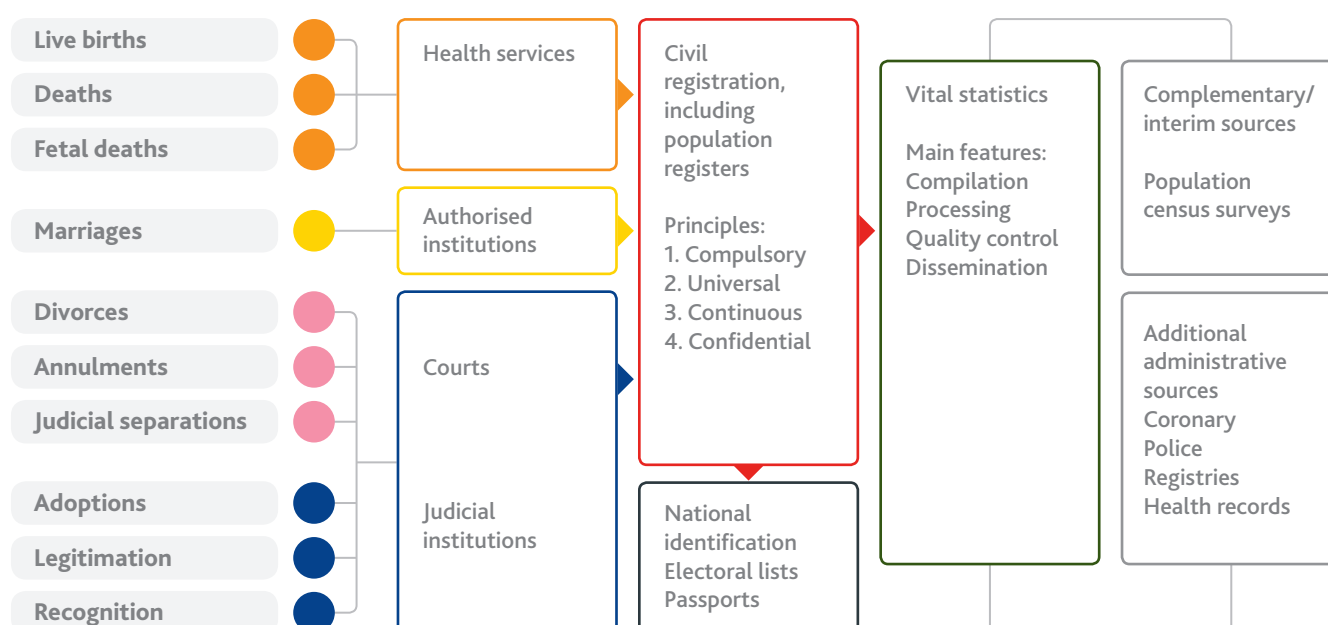 Live births
Deaths
Fetal deaths
Marriages
Divorces
Annulments
Judicial separations
Adoptions
Legitimation
Recognition
Health services
Authorised
institutions
Courts
Judicial
institutions
Civil
registration,
including
population
registers
Principles:
1. Compulsory
2. Universal
3. Continuous
4. Confidential
National
identification
Electoral lists
Passports
Vital statistics
Main features:
Compilation
Processing
Quality control
Dissemination
Complementary/
interim sources
Population
census surveys
Additional
administrative
sources
Coronary
Police
Registries
Health records